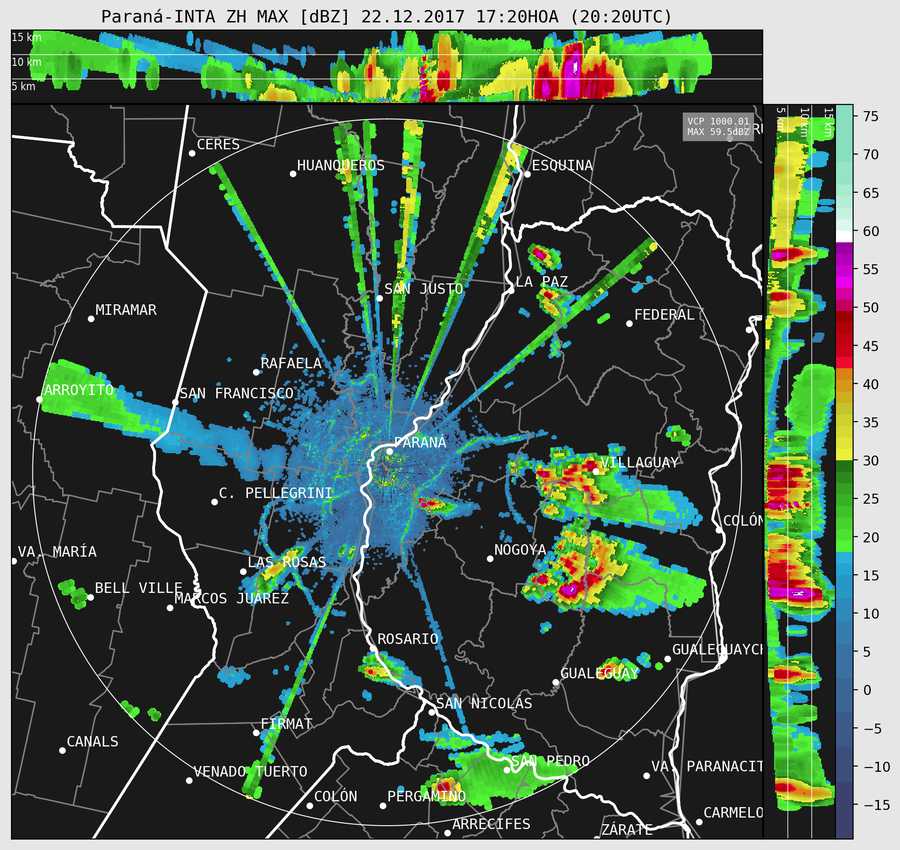 Paraná-INTA ZH MAX [dBZ] 22.12.2017 17:20HOA (20:20UTC)
15 km
10 km
5 km
VCP 1000.01
MAX 59.5dBZ
5 km
10 km
15 km
CERES
HUANQUEROS
ESQUINA
LA PAZ
SAN JUSTO
MIRAMAR
FEDERAL
RAFAELA
ARROYITO
SAN FRANCISCO
PARANA
VILLAGUAY
C. PELLEGRINI
COLÓN
NOGOYA
VA. MARÍA
LAS ROSAS
BELL VILLE
MARCOS JUÁREZ
ROSARIO
GUALEGUAYCH
GUALEGUAY
SAN NICOLAS
FIRMAT
CANALS
SAN PEDRO
VENADO TUERTO
VA. PARANACIT
COLÓN
PERGAMINO
CARMELO
ARRECIFES
ZÁRATE
75
70
65
60
55
50
45
40
35
30
25
20
15
10
5
0
−5
−10
−15